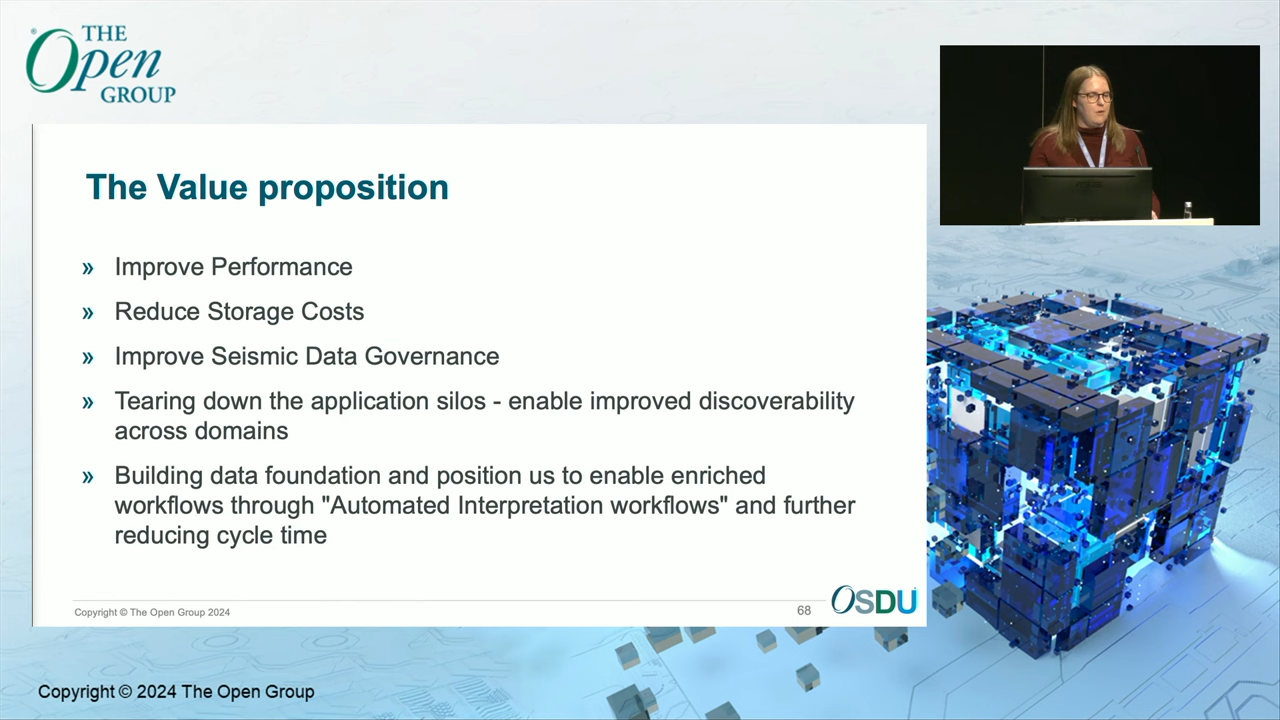 THE
Open
GROUP
The Value proposition
» Improve Performance
» Reduce Storage Costs
» Improve Seismic Data Governance
» Tearing down the application silos - enable improved discoverability
across domains
» Building data foundation and position us to enable enriched
workflows through "Automated Interpretation workflows" and further
reducing cycle time
Copyright © The Open Group 2024
68
OSDU
Copyright © 2024 The Open Group